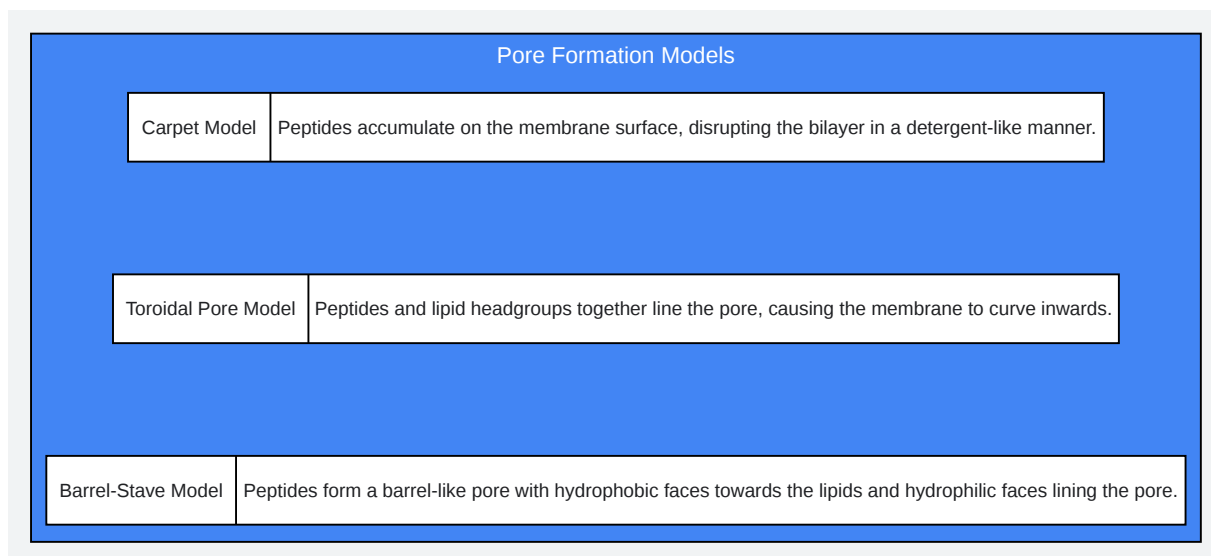 Pore Formation Models
Carpet Model
Peptides accumulate on the membrane surface, disrupting the bilayer in a detergent-like manner.
Toroidal Pore Model
Peptides and lipid headgroups together line the pore, causing the membrane to curve inwards.
Barrel-Stave Model
Peptides form a barrel-like pore with hydrophobic faces towards the lipids and hydrophilic faces lining the pore.